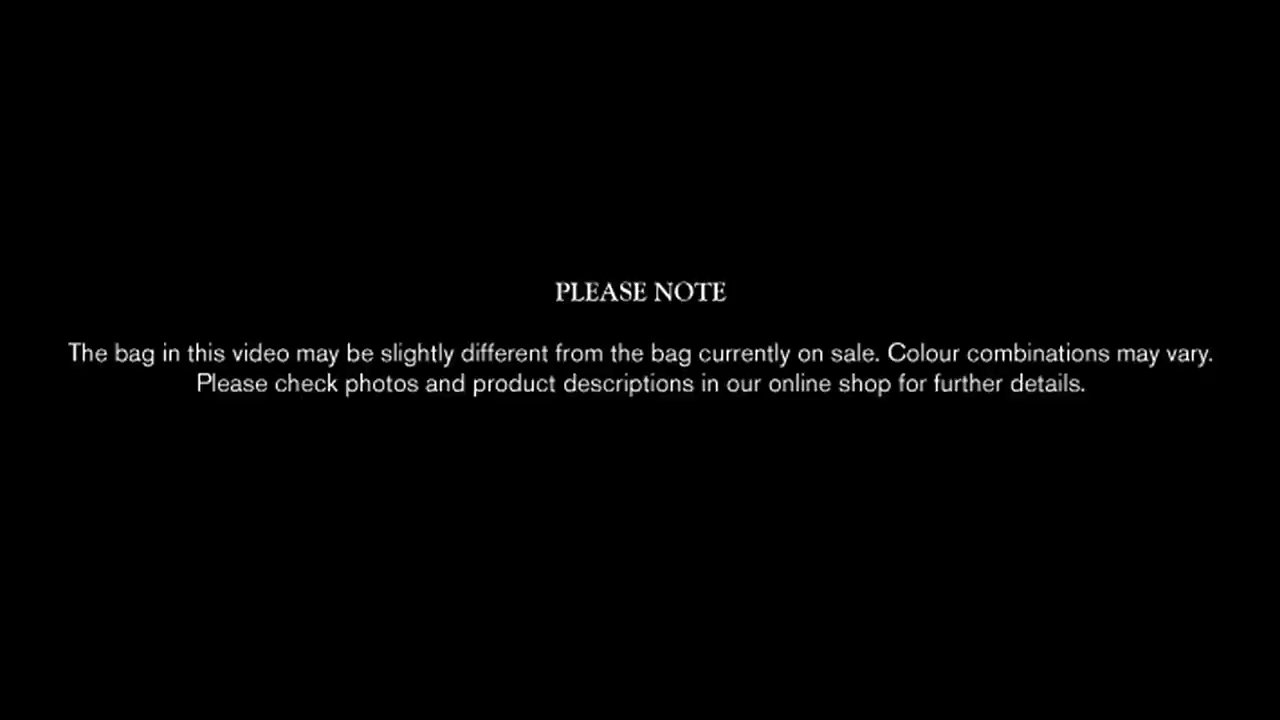 PLEASE NOTE
The bag in this video may be slightly different from the bag currently on sale. Colour combinations may vary.
Please check photos and product descriptions in our online shop for further details.